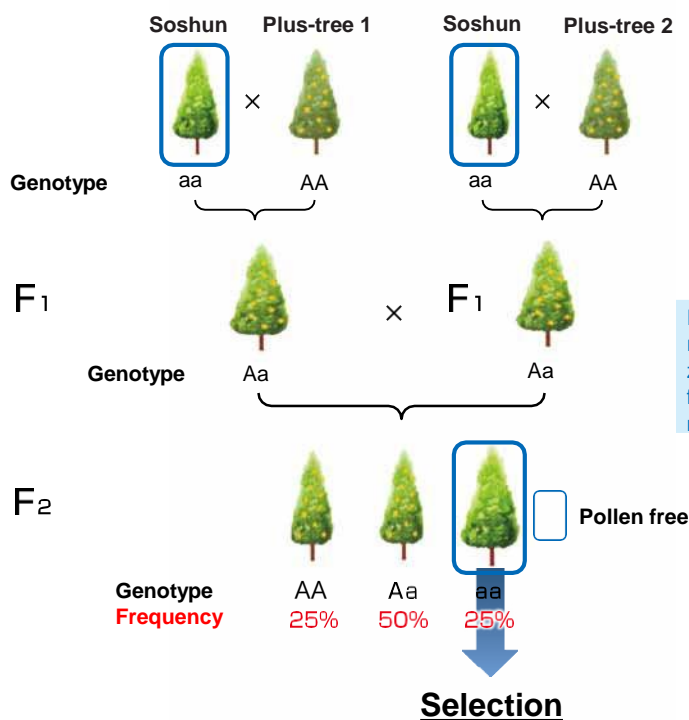 Soshun Plus-tree 1 Soshun Plus-tree 2
× ×
Genotype aa AA aa AA
F1 × F1
Genotype Aa Aa
F2
Pollen free
Genotype AA Aa aa
Frequency 25% 50% 25%
Selection